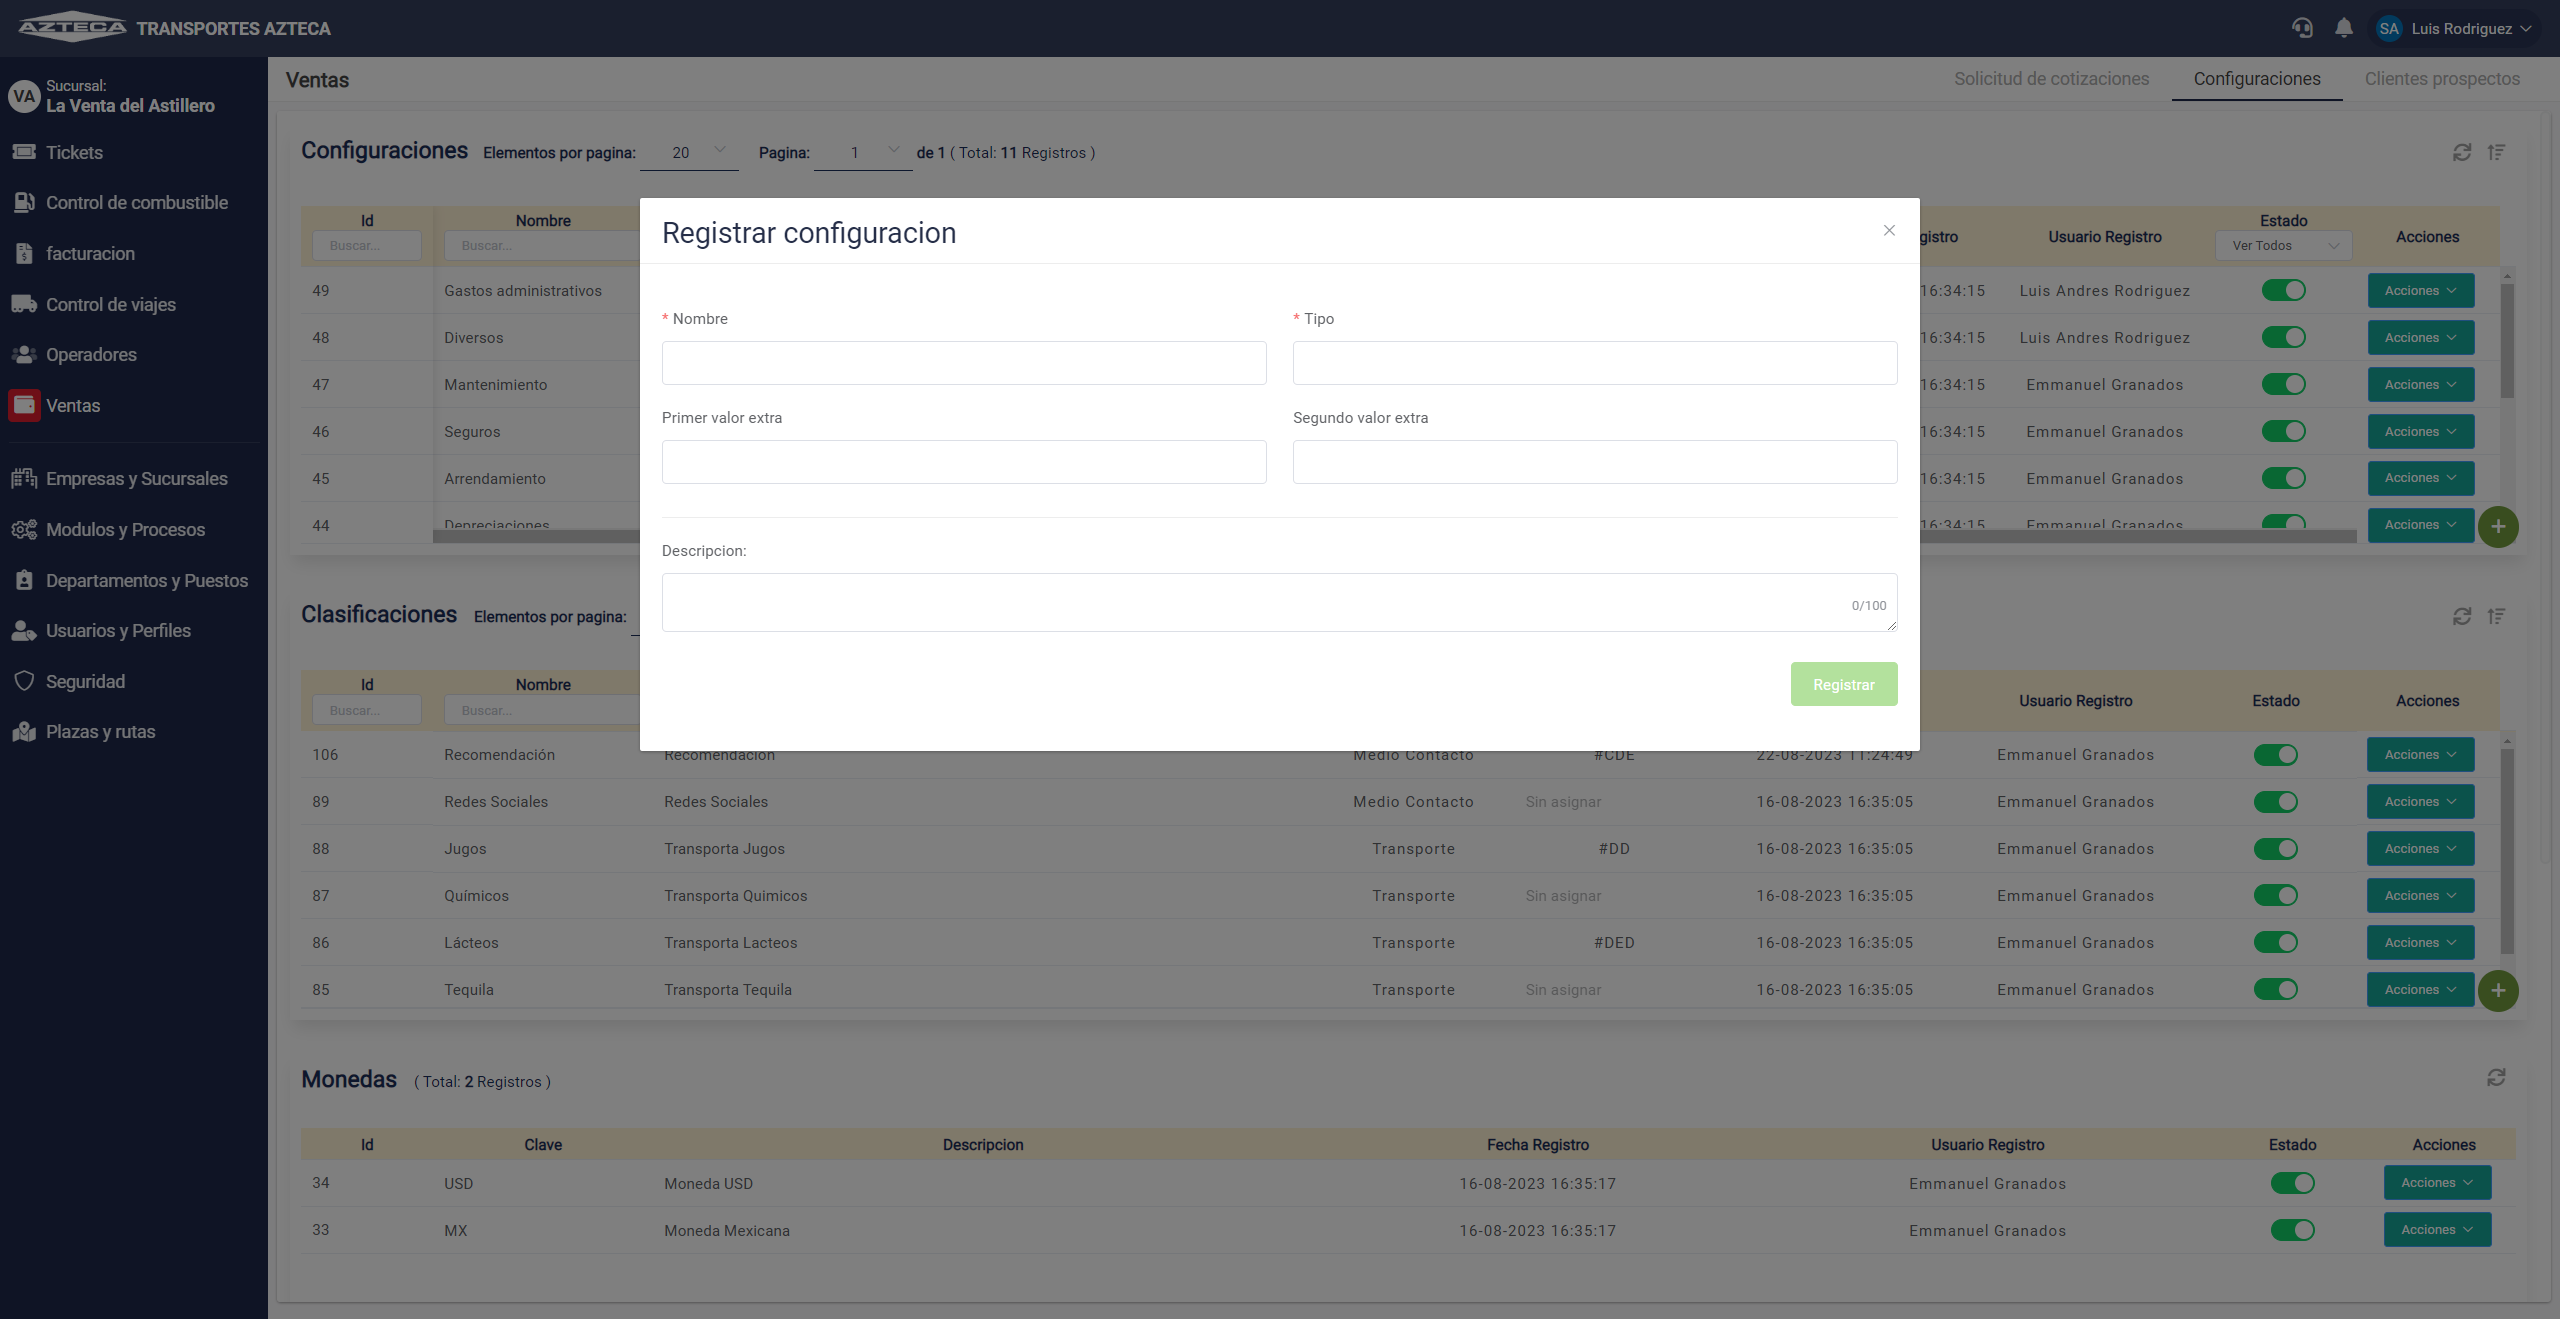 AZTECA TRANSPORTES AZTECA
SA Luis Rodriguez
VA Sucursal:
La Venta del Astillero
Tickets
Control de combustible
facturacion
Control de viajes
Operadores
Ventas
Empresas y Sucursales
Modulos y Procesos
Departamentos y Puestos
Usuarios y Perfiles
Seguridad
Plazas y rutas
Ventas
Solicitud de cotizaciones Configuraciones Clientes prospectos
Configuraciones Elementos por pagina: 20 Pagina: 1 de 1 ( Total: 11 Registros )
Id Nombre gistro Usuario Registro Estado Acciones
Buscar... Buscar... Ver Todos
49 Gastos administrativos 16:34:15 Luis Andres Rodriguez Acciones
48 Diversos 16:34:15 Luis Andres Rodriguez Acciones
47 Mantenimiento 16:34:15 Emmanuel Granados Acciones
46 Seguros 16:34:15 Emmanuel Granados Acciones
45 Arrendamiento 16:34:15 Emmanuel Granados Acciones
44 Depreciaciones 16:34:15 Emmanuel Granados Acciones
Registrar configuracion
* Nombre * Tipo
Primer valor extra Segundo valor extra
Descripcion:
0/100
Registrar
Clasificaciones Elementos por pagina:
Id Nombre Usuario Registro Estado Acciones
Buscar... Buscar...
106 Recomendación Recomendación Medio Contacto #CDE 22-08-2023 11:24:49 Emmanuel Granados Acciones
89 Redes Sociales Redes Sociales Medio Contacto Sin asignar 16-08-2023 16:35:05 Emmanuel Granados Acciones
88 Jugos Transporta Jugos Transporte #DD 16-08-2023 16:35:05 Emmanuel Granados Acciones
87 Químicos Transporta Quimicos Transporte Sin asignar 16-08-2023 16:35:05 Emmanuel Granados Acciones
86 Lácteos Transporta Lacteos Transporte #DED 16-08-2023 16:35:05 Emmanuel Granados Acciones
85 Tequila Transporta Tequila Transporte Sin asignar 16-08-2023 16:35:05 Emmanuel Granados Acciones
Monedas ( Total: 2 Registros )
Id Clave Descripcion Fecha Registro Usuario Registro Estado Acciones
34 USD Moneda USD 16-08-2023 16:35:17 Emmanuel Granados Acciones
33 MX Moneda Mexicana 16-08-2023 16:35:17 Emmanuel Granados Acciones